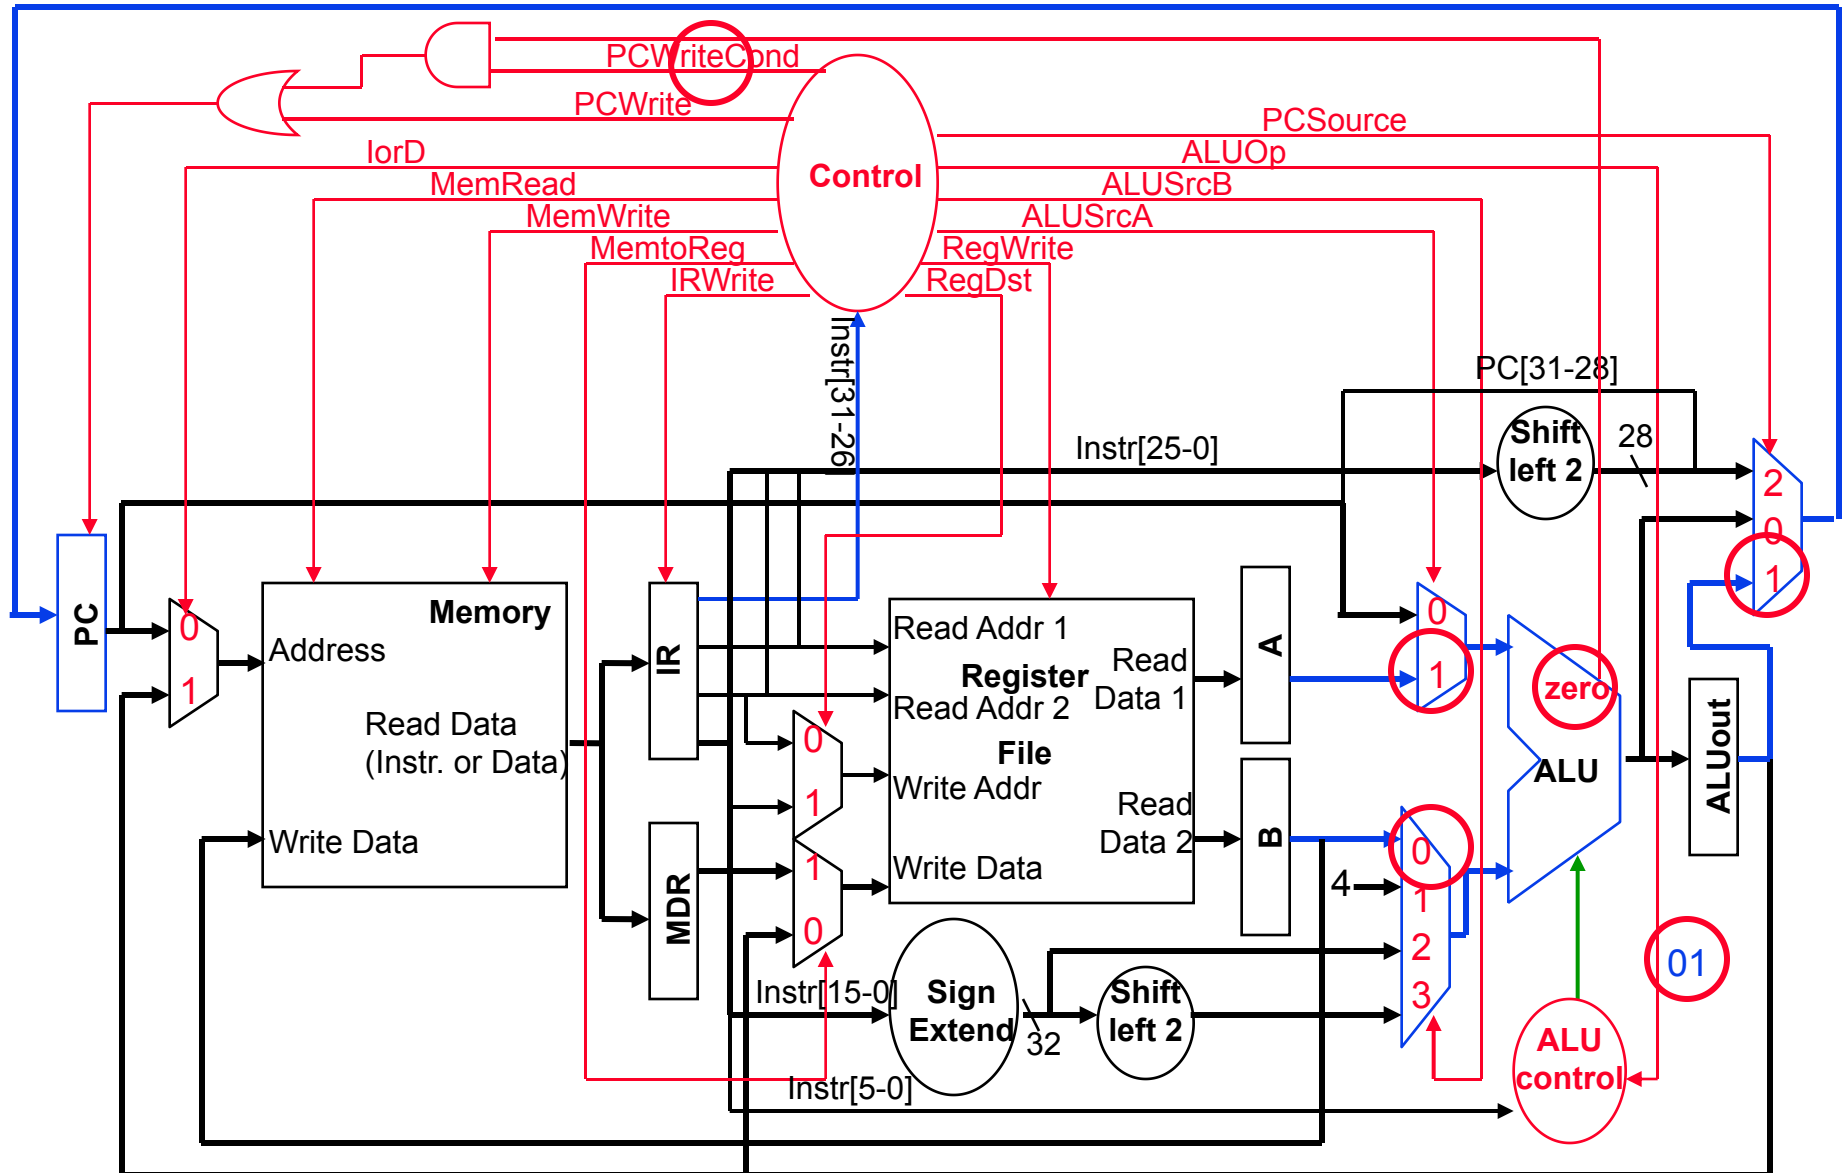 PCWriteCond
PCWrite
PCSource
IorD
ALUOp
Control
MemRead
ALUSrcB
MemWrite
ALUSrcA
MemtoReg
RegWrite
IRWrite
RegDst
Instr[31-26]
PC[31-28]
Instr[25-0]
Shift
left 2
28
2
0
1
PC
0
1
Memory
Address
Read Data
(Instr. or Data)
Write Data
IR
MDR
0
1
1
0
Read Addr 1
Register
Read Addr 2
File
Write Addr
Write Data
Read
Data 1
Read
Data 2
A
B
0
1
4
0
1
2
3
zero
ALU
ALUout
01
Instr[15-0]
Sign
Extend
32
Shift
left 2
ALU
control
Instr[5-0]